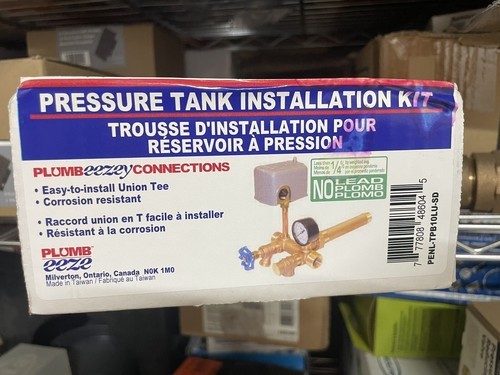 PRESSURE TANK INSTALLATION KIT
TROUSSE D'INSTALLATION POUR
RÉSERVOIR À PRESSION
PLUMBeezeyCONNECTIONS
• Easy-to-install Union Tee
• Corrosion resistant
• Raccord union en T facile à installer
• Résistant à la corrosion
NO LEAD
PLOMB
PLOMO
PLUMB
eeze
Milverton, Ontario, Canada N0K 1M0
Made in Taiwan / Fabriqué au Taiwan
7 77808 48604 5
PENL-TPB10LU-SD